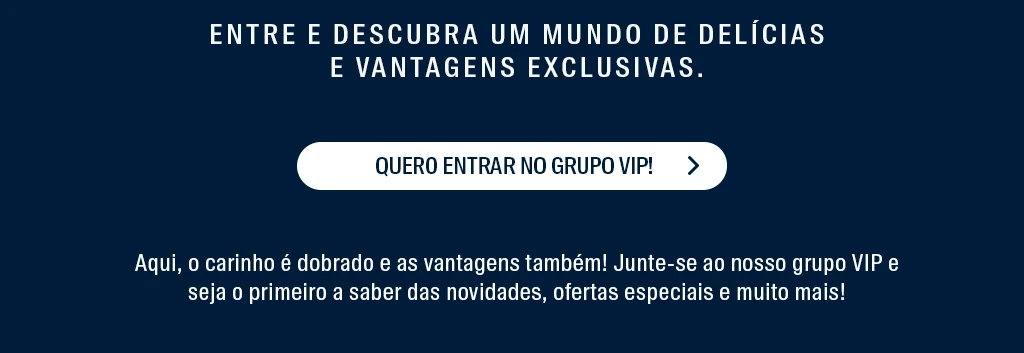 ENTRE E DESCUBRA UM MUNDO DE DELÍCIAS
E VANTAGENS EXCLUSIVAS.
QUERO ENTRAR NO GRUPO VIP!
Aqui, o carinho é dobrado e as vantagens também! Junte-se ao nosso grupo VIP e
seja o primeiro a saber das novidades, ofertas especiais e muito mais!